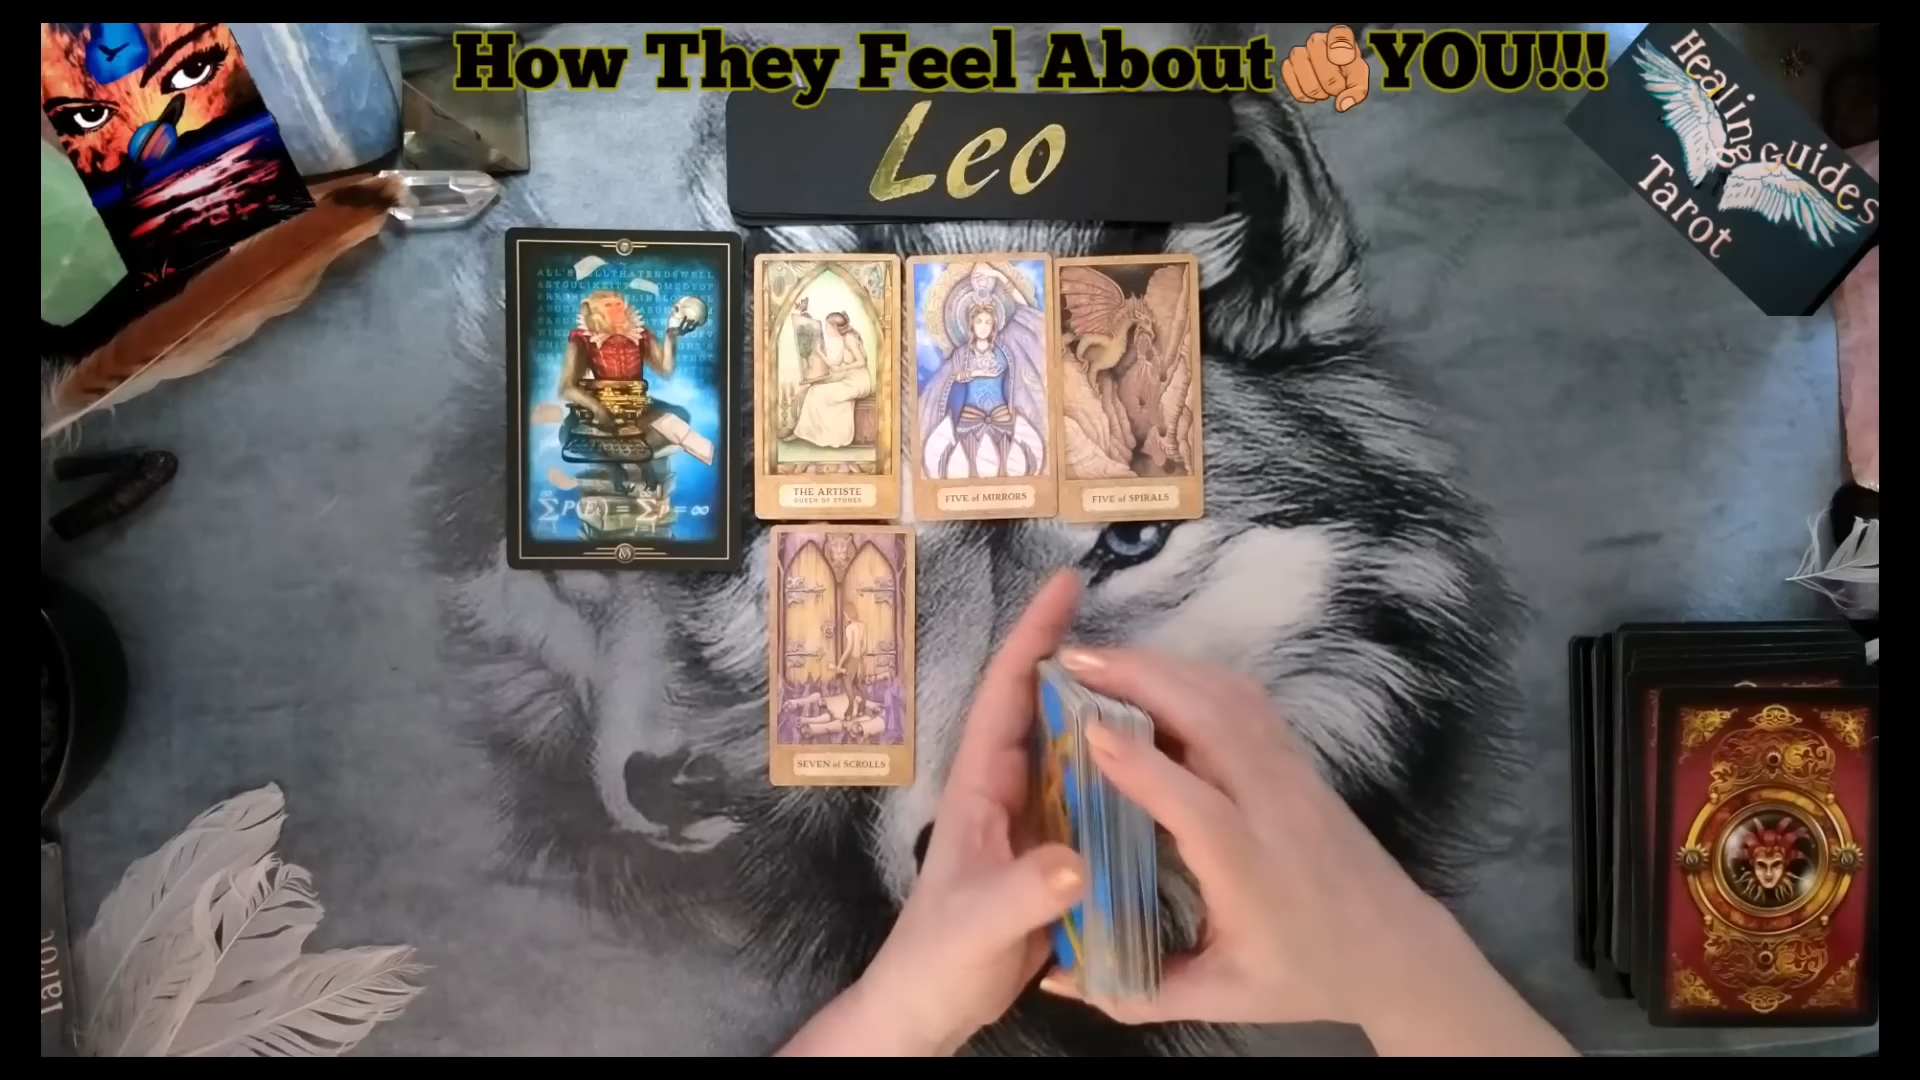 How They Feel About YOU!!!
Leo
Healing
Guides
Tarot
THE ARTISTE
QUEEN OF STONES
FIVE of MIRRORS
FIVE of SPIRALS
SEVEN of SCROLLS
Tarot